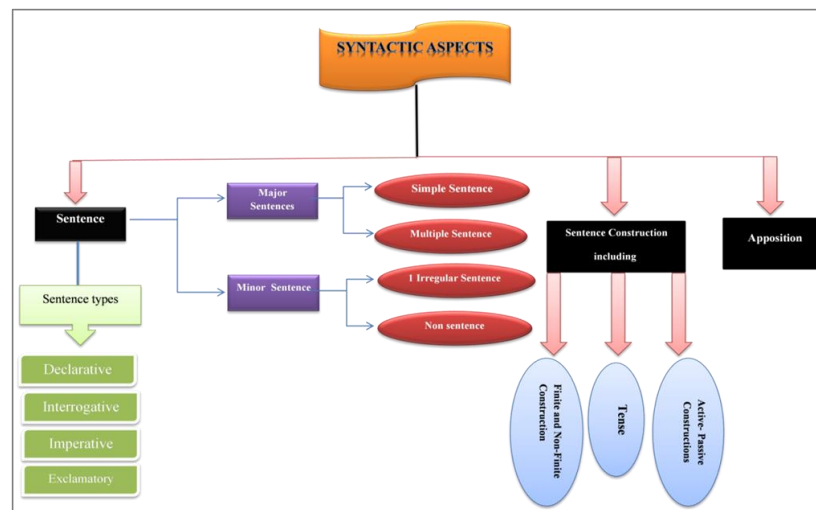 SYNTACTIC ASPECTS
Sentence
Major
Sentences
Simple Sentence
Multiple Sentence
Minor Sentence
1 Irregular Sentence
Non sentence
Sentence types
Declarative
Interrogative
Imperative
Exclamatory
Sentence Construction
including
Finite and Non-Finite
Construction
Tense
Active- Passive
Constructions
Apposition